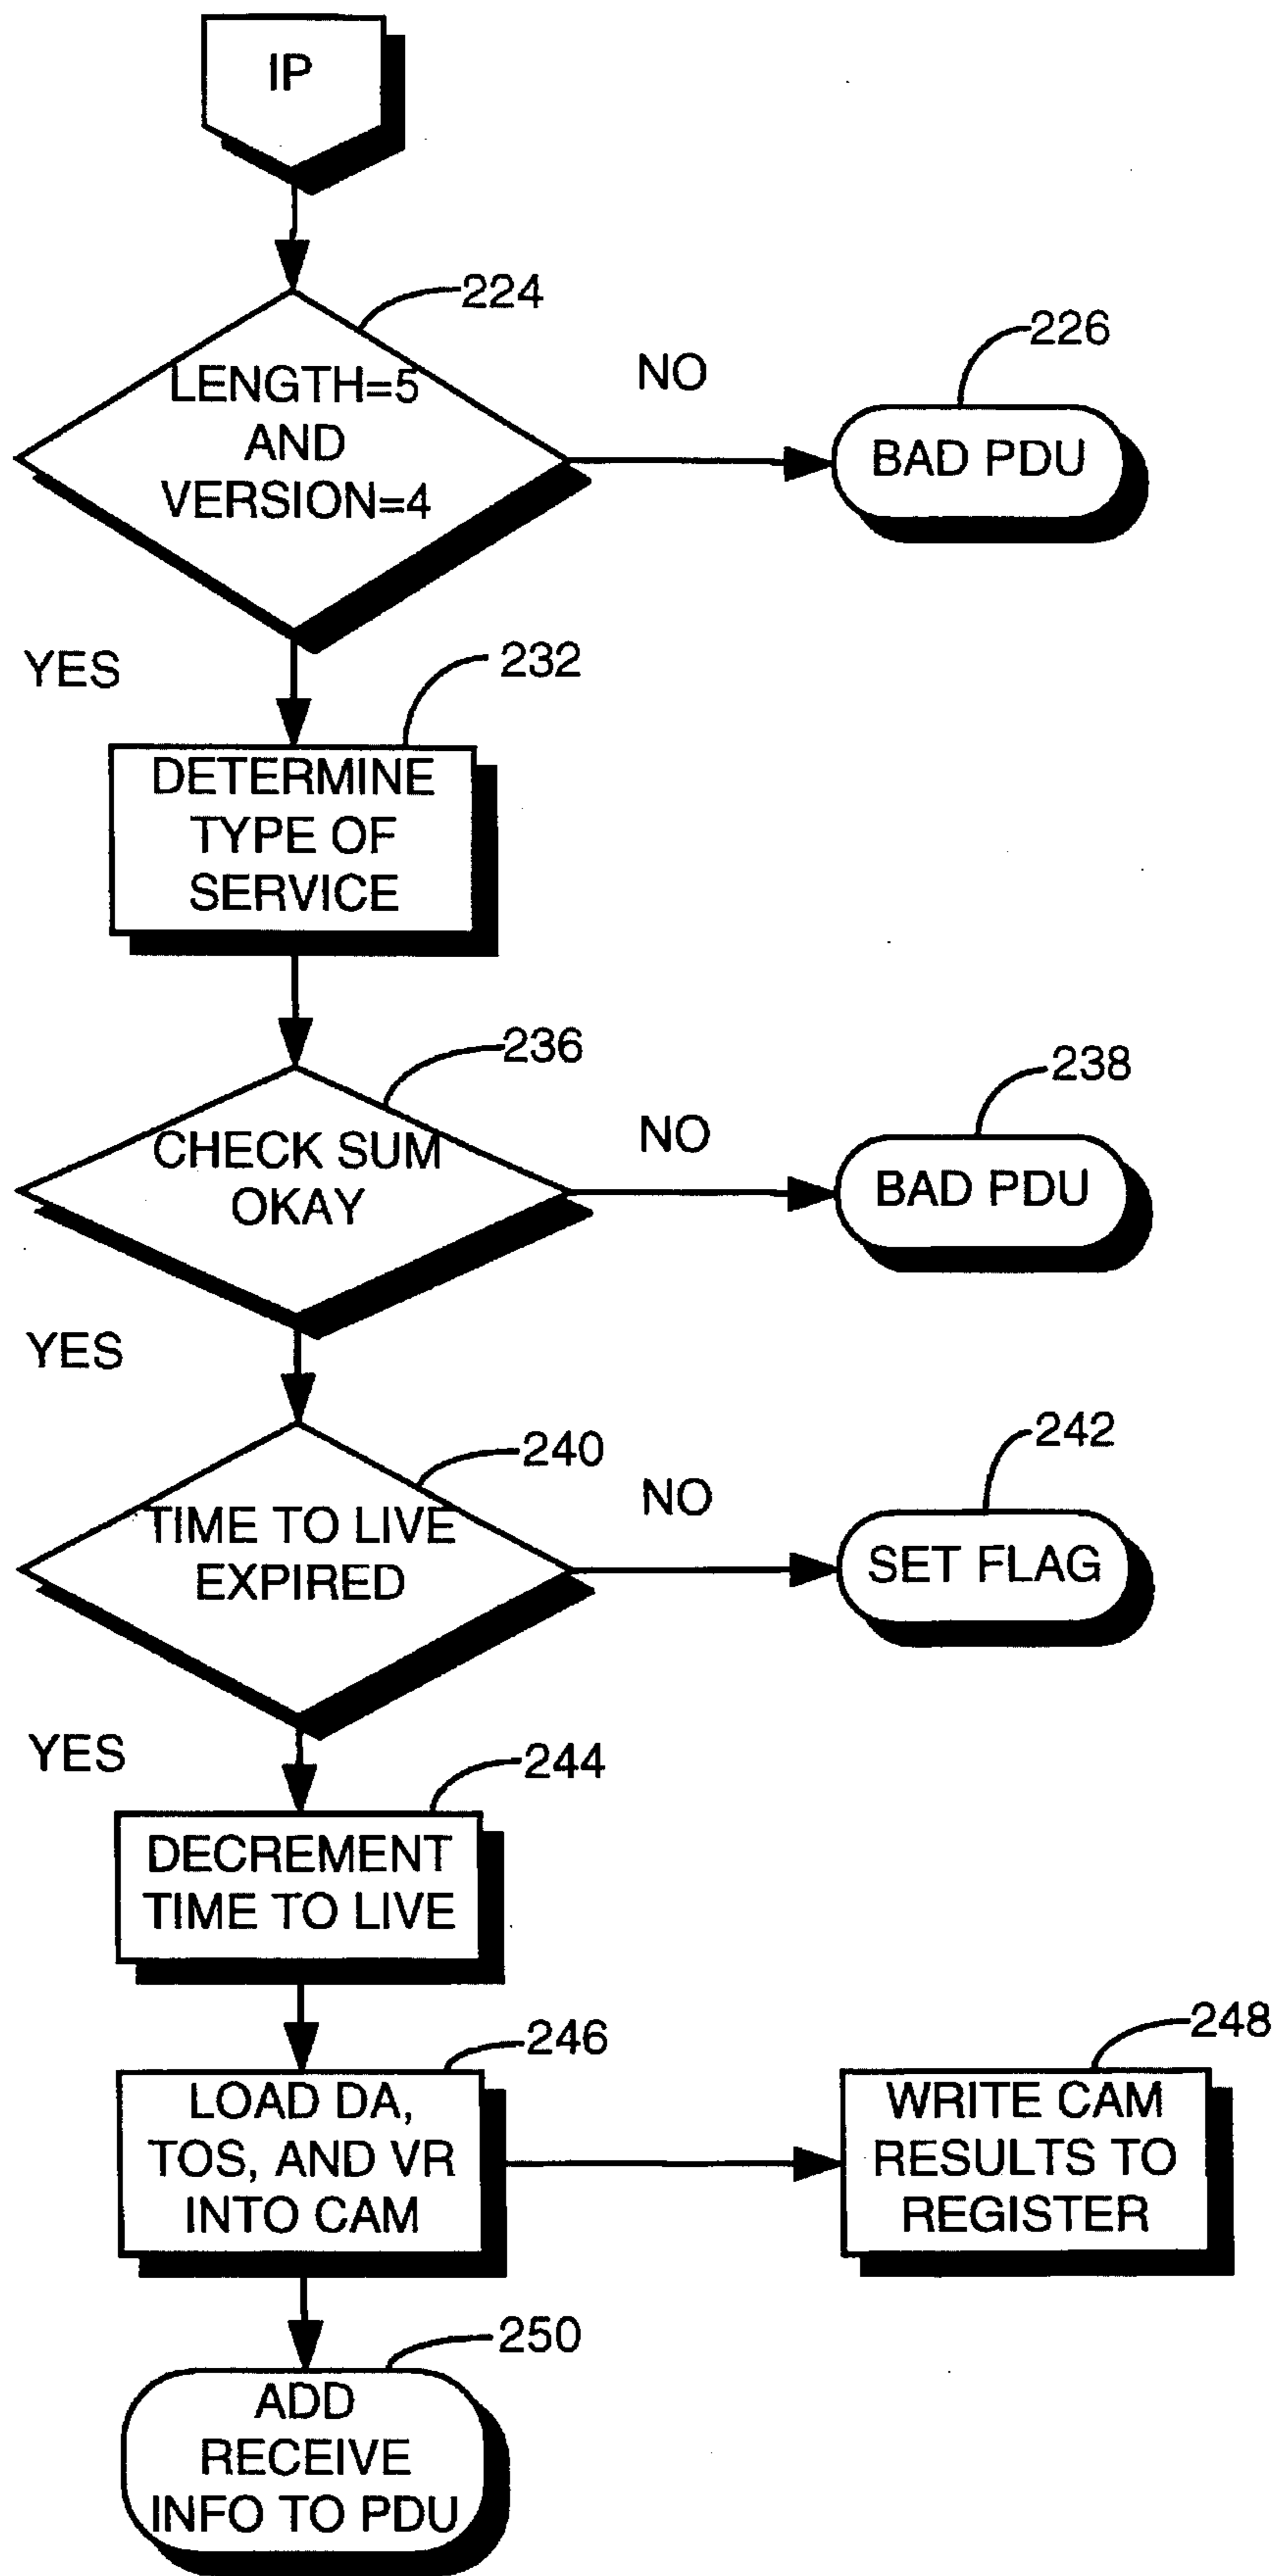 IP
224
LENGTH=5
AND
VERSION=4
NO
226
BAD PDU
YES
232
DETERMINE
TYPE OF
SERVICE
236
CHECK SUM
OKAY
NO
238
BAD PDU
YES
240
TIME TO LIVE
EXPIRED
NO
242
SET FLAG
YES
244
DECREMENT
TIME TO LIVE
246
LOAD DA,
TOS, AND VR
INTO CAM
248
WRITE CAM
RESULTS TO
REGISTER
250
ADD
RECEIVE
INFO TO PDU